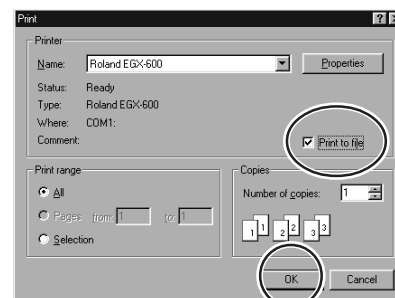 Print
Printer
Name: Roland EGX-600 Properties
Status: Ready
Type: Roland EGX-600
Where: COM1:
Comment: Print to file
Print range
All
Pages from: 1 to: 1
Selection
Copies
Number of copies: 1
1 1 2 2 3 3
OK Cancel